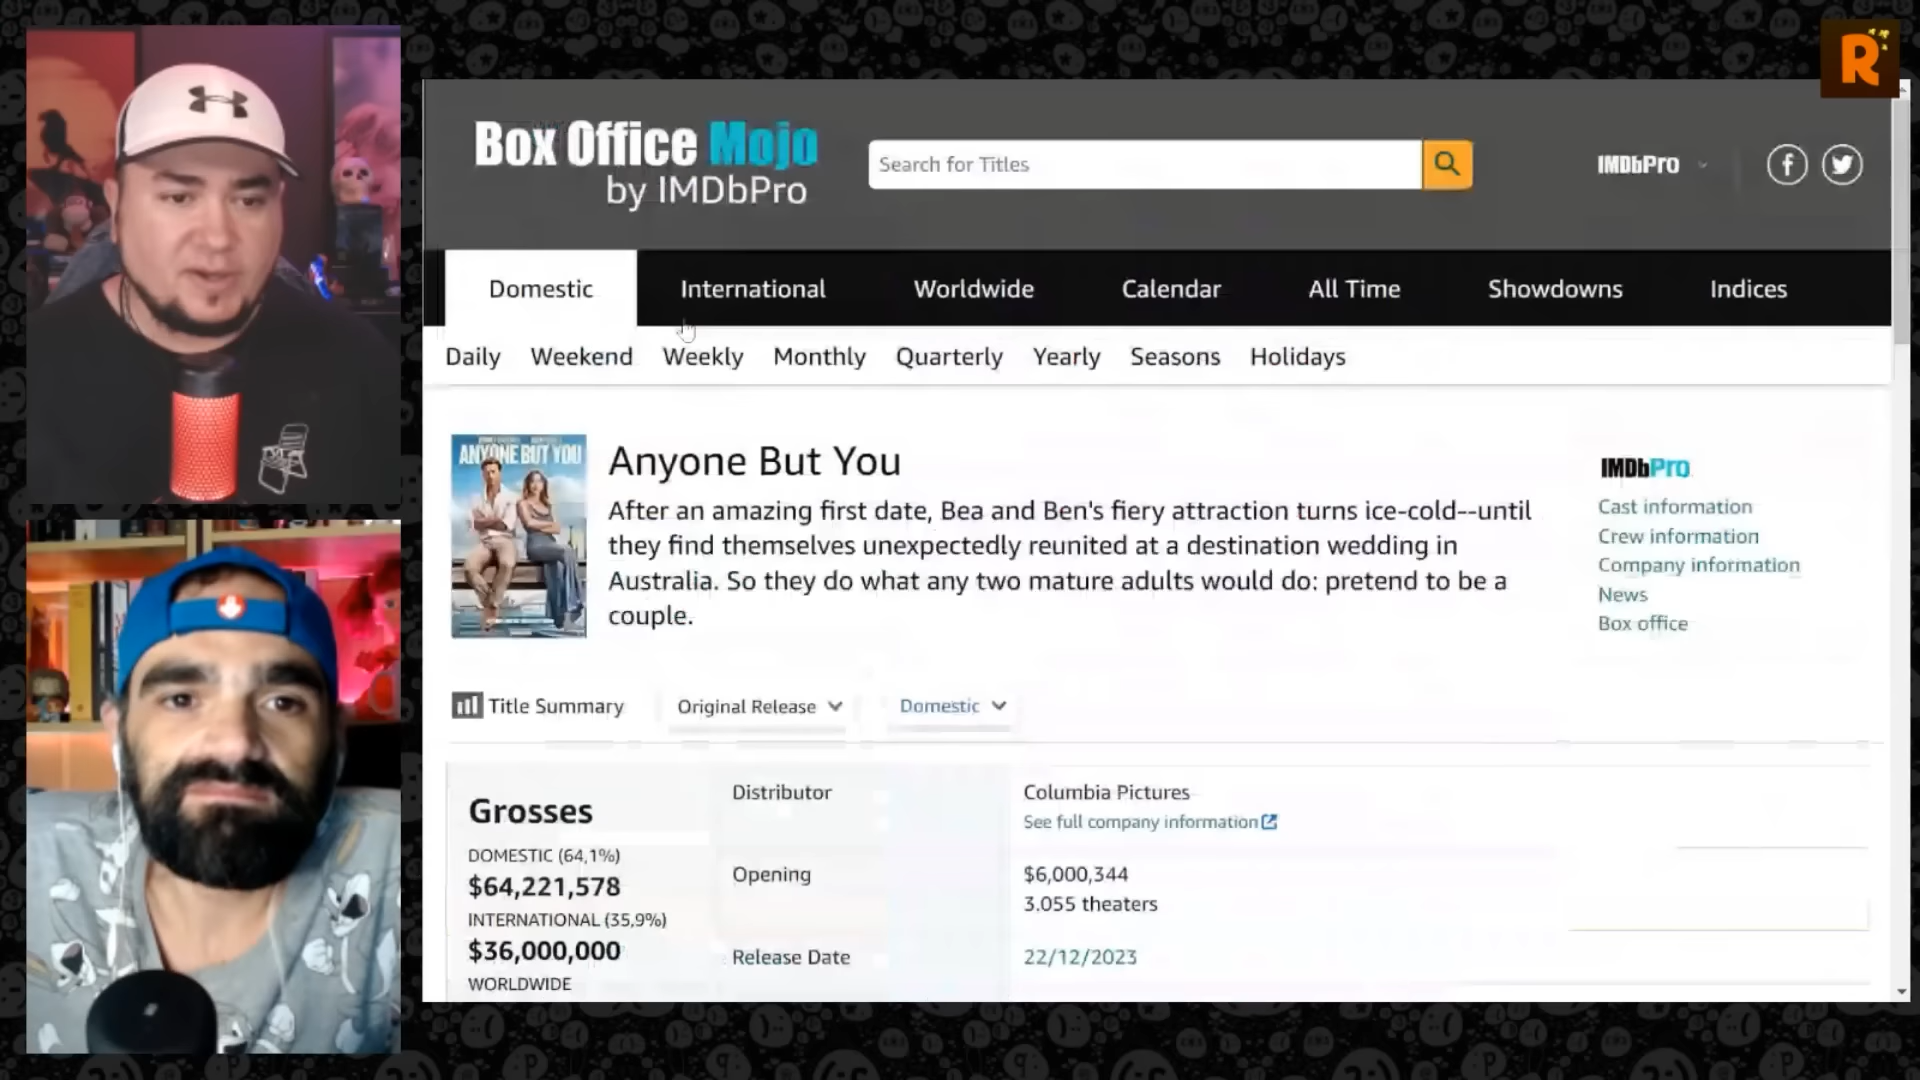 R
Box Office Mojo
by IMDbPro
Search for Titles
IMDbPro
Domestic
International
Worldwide
Calendar
All Time
Showdowns
Indices
Daily
Weekend
Weekly
Monthly
Quarterly
Yearly
Seasons
Holidays
ANYONE BUT YOU
Anyone But You
After an amazing first date, Bea and Ben's fiery attraction turns ice-cold--until
they find themselves unexpectedly reunited at a destination wedding in
Australia. So they do what any two mature adults would do: pretend to be a
couple.
IMDbPro
Cast information
Crew information
Company information
News
Box office
Title Summary
Original Release
Domestic
Grosses
DOMESTIC (64,1%)
$64,221,578
INTERNATIONAL (35,9%)
$36,000,000
WORLDWIDE
Distributor
Columbia Pictures
See full company information
Opening
$6,000,344
3.055 theaters
Release Date
22/12/2023